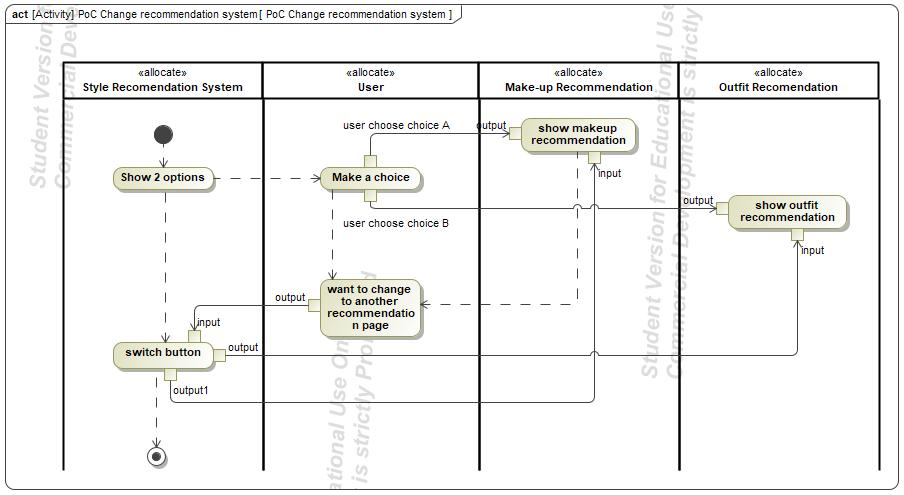 act [Activity] PoC Change recommendation system[ PoC Change recommendation system ]
«allocate»
Style Recomendation System
«allocate»
User
«allocate»
Make-up Recommendation
«allocate»
Outfit Recomendation
user choose choice A
output
show makeup
recommendation
input
Show 2 options
Make a choice
user choose choice B
output
show outfit
recommendation
input
want to change
to another
recommendatio
n page
output
input
switch button
output
output1
Student Version
Commercial Deve
ational Use On
is strictly Pro
Student Version for Educational Use
Commercial Development is strictly